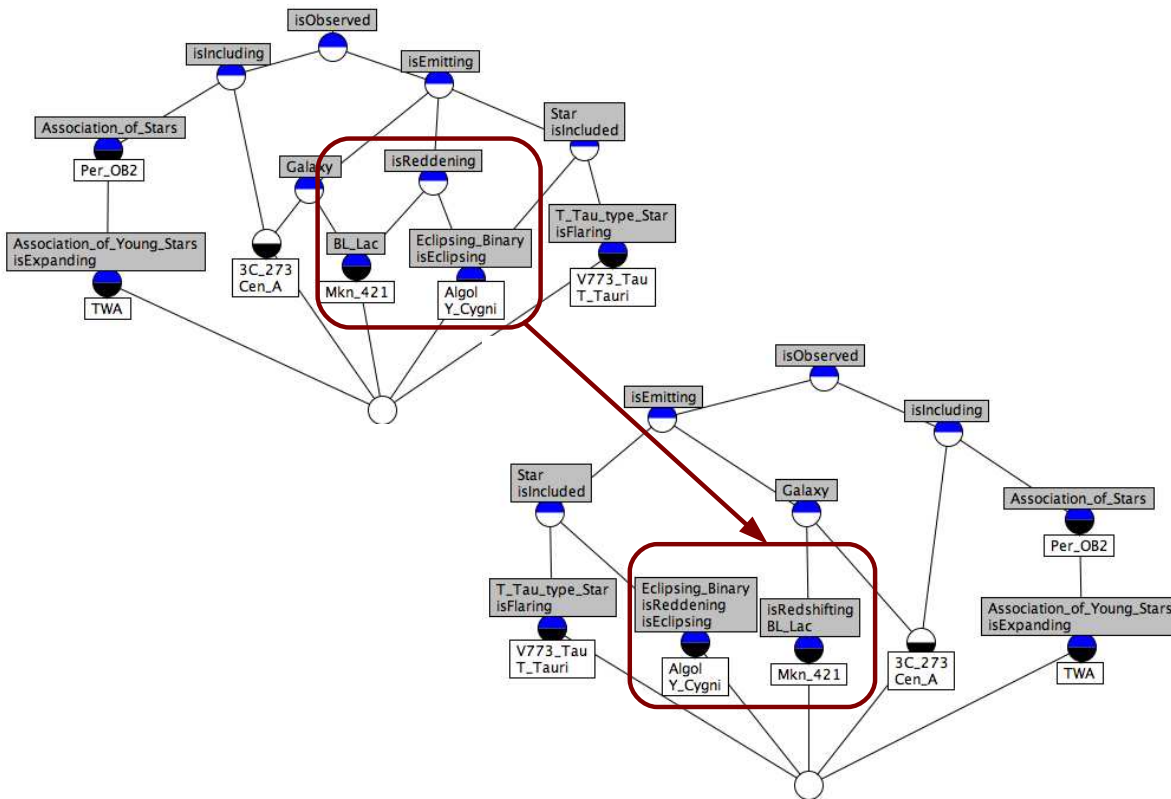 isObserved
isIncluding
isEmitting
Star
isIncluded
Association_of_Stars
Per_OB2
Galaxy
isReddening
T_Tau_type_Star
isFlaring
Association_of_Young_Stars
isExpanding
BL_Lac
Eclipsing_Binary
isEclipsing
3C_273
Cen_A
Mkn_421
Algol
Y_Cygni
V773_Tau
T_Tauri
TWA
isObserved
isEmitting
isIncluding
Star
isIncluded
Galaxy
Association_of_Stars
Per_OB2
T_Tau_type_Star
isFlaring
Eclipsing_Binary
isReddening
isEclipsing
isRedshifting
BL_Lac
Association_of_Young_Stars
isExpanding
V773_Tau
T_Tauri
Algol
Y_Cygni
Mkn_421
3C_273
Cen_A
TWA